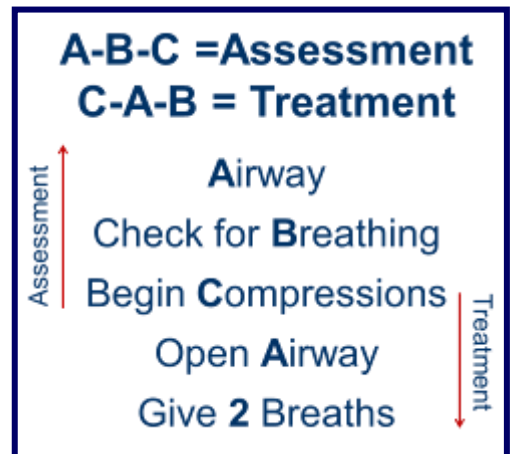 A-B-C =Assessment
C-A-B = Treatment
Assessment
Airway
Check for Breathing
Begin Compressions
Open Airway
Give 2 Breaths
Treatment